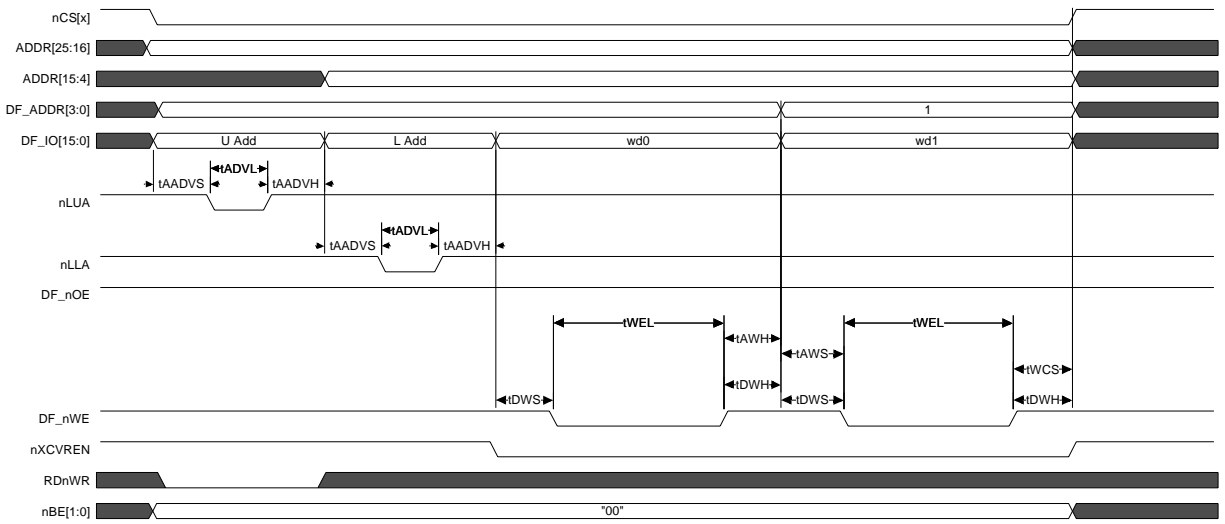 nCS[x]
ADDR[25:16]
ADDR[15:4]
DF_ADDR[3:0] 1
DF_IO[15:0] U Add L Add wd0 wd1
tADVL
tAADVS tAADVH
nLUA
tADVL
tAADVS tAADVH
nLLA
DF_nOE
tWEL tWEL
tAWH
tAWS
tWCS
tDWH
tDWS tDWS tDWH
DF_nWE
nXCVREN
RDnWR
nBE[1:0] "00"